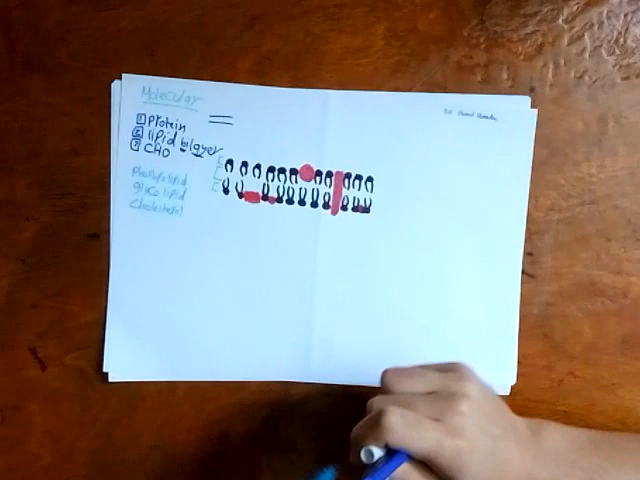 Molecular
1 Protein
2 lipid bilayer
3 CHO
Phospholipid
glycolipid
cholesterol